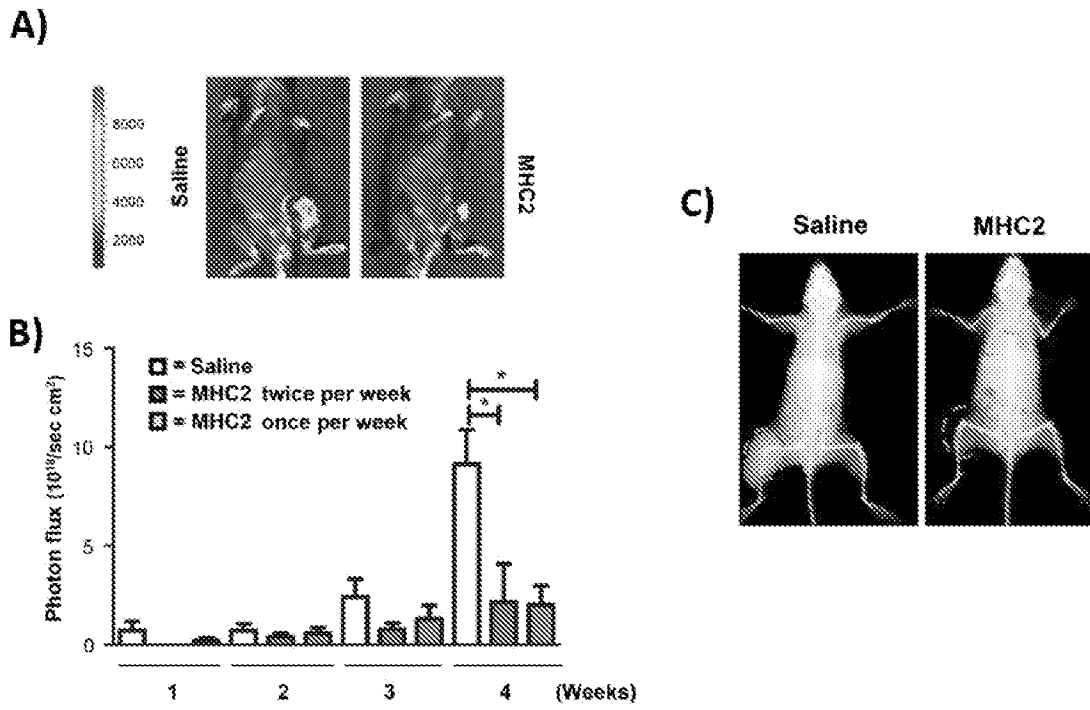 A)
8000
6000
4000
2000
Saline
MHC2
B)
15
10
5
0
Photon flux (10¹⁸/sec cm²)
= Saline
= MHC2 twice per week
= MHC2 once per week
*
*
1 2 3 4 (Weeks)
C)
Saline MHC2